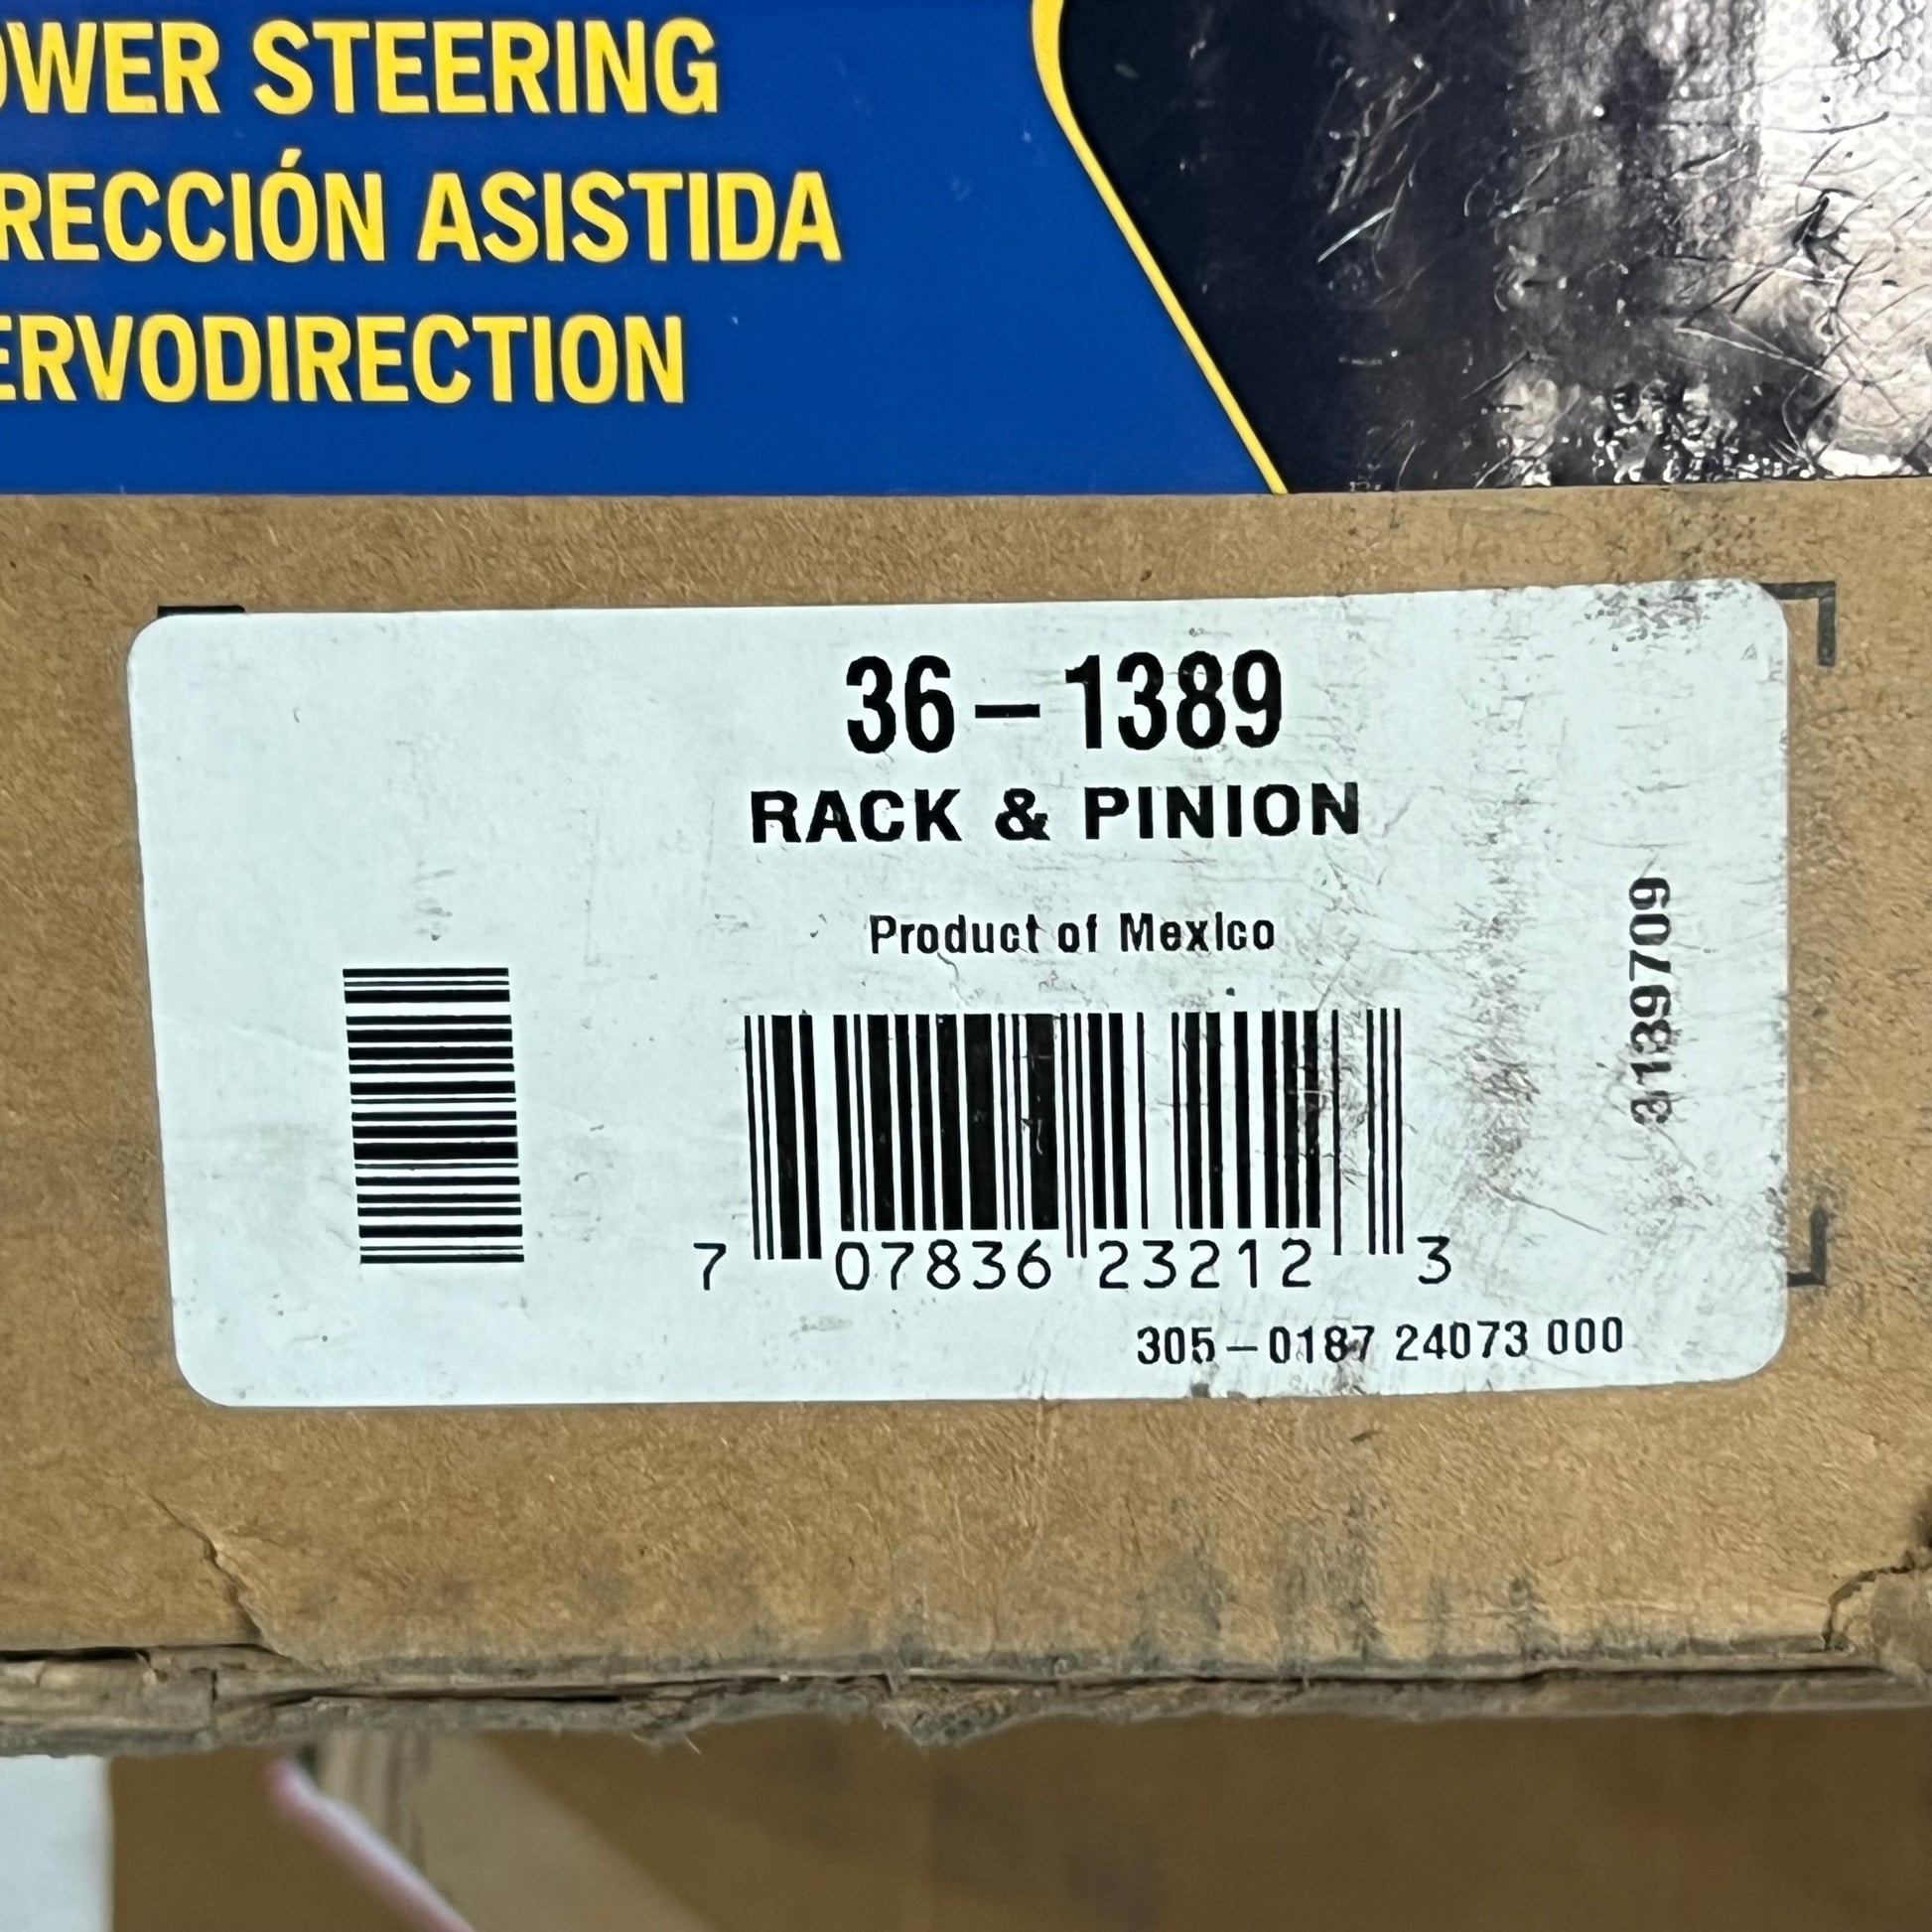 OWER STEERING
RECCIÓN ASISTIDA
ERVODIRECTION
36-1389
RACK & PINION
Product of Mexico
7 07836 23212 3
305-0187 24073 000